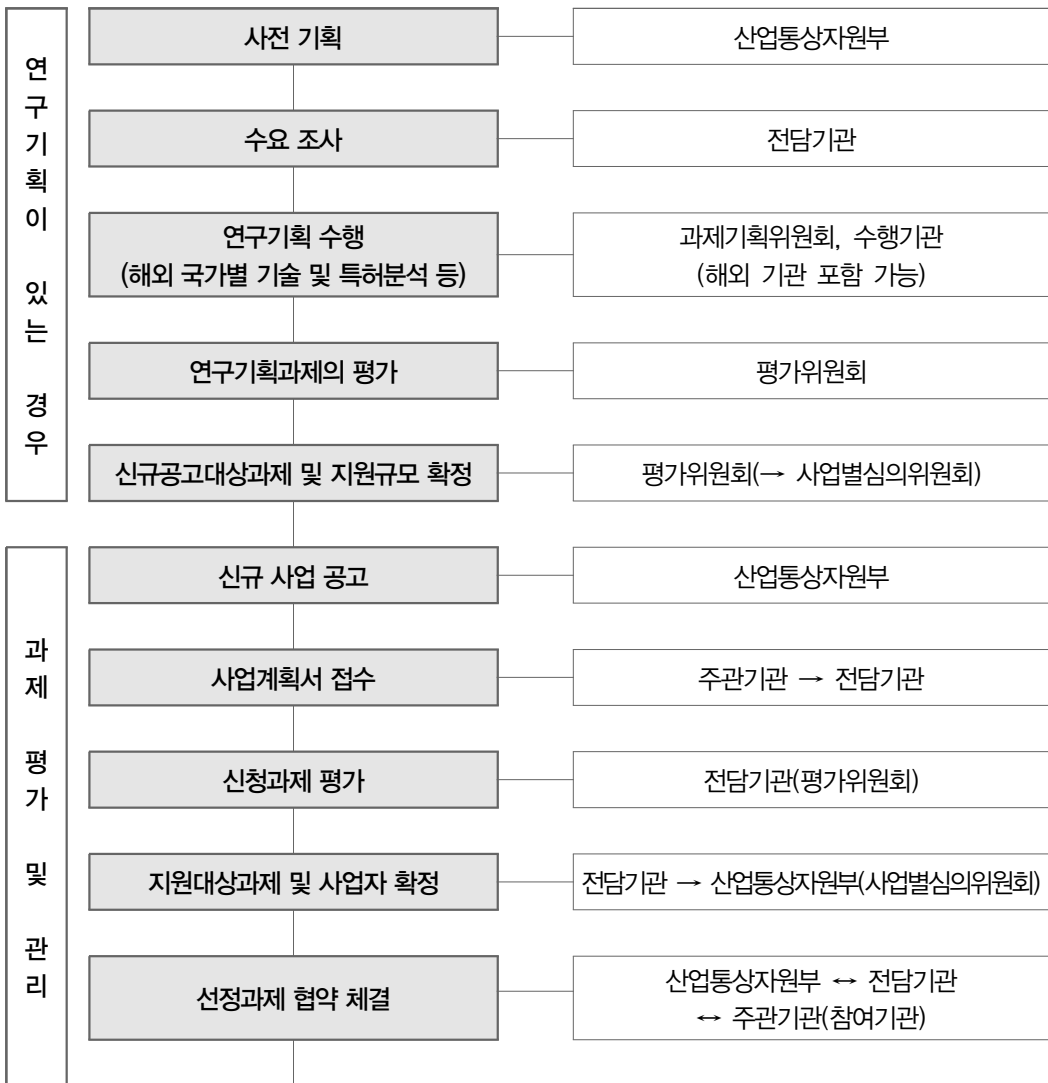 연구기획이 있는 경우
사전 기획
산업통상자원부
수요 조사
전담기관
연구기획 수행
(해외 국가별 기술 및 특허분석 등)
과제기획위원회, 수행기관
(해외 기관 포함 가능)
연구기획과제의 평가
평가위원회
신규공고대상과제 및 지원규모 확정
평가위원회(→ 사업별심의위원회)
과제 평가 및 관리
신규 사업 공고
산업통상자원부
사업계획서 접수
주관기관 → 전담기관
신청과제 평가
전담기관(평가위원회)
지원대상과제 및 사업자 확정
전담기관 → 산업통상자원부(사업별심의위원회)
선정과제 협약 체결
산업통상자원부 ↔ 전담기관
↔ 주관기관(참여기관)